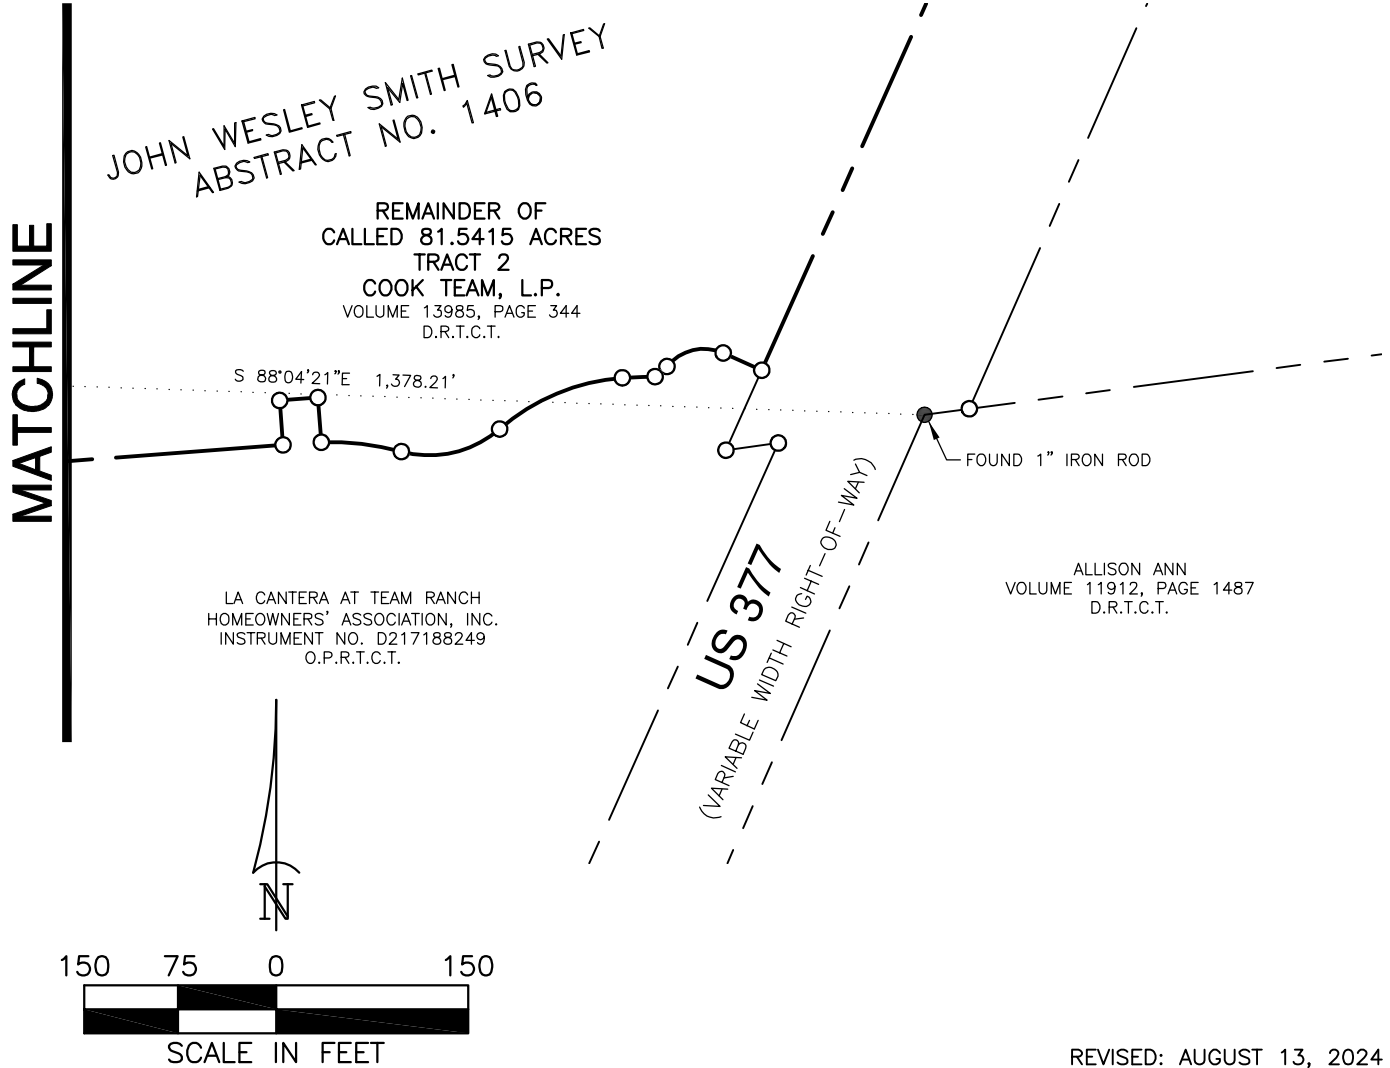 JOHN WESLEY SMITH SURVEY
ABSTRACT NO. 1406
REMAINDER OF
CALLED 81.5415 ACRES
TRACT 2
COOK TEAM, L.P.
VOLUME 13985, PAGE 344
D.R.T.C.T.
MATCHLINE
S 88°04'21"E 1,378.21'
FOUND 1" IRON ROD
US 377
(VARIABLE WIDTH RIGHT-OF-WAY)
ALLISON ANN
VOLUME 11912, PAGE 1487
D.R.T.C.T.
LA CANTERA AT TEAM RANCH
HOMEOWNERS' ASSOCIATION, INC.
INSTRUMENT NO. D217188249
O.P.R.T.C.T.
N
150 75 0 150
SCALE IN FEET
REVISED: AUGUST 13, 2024